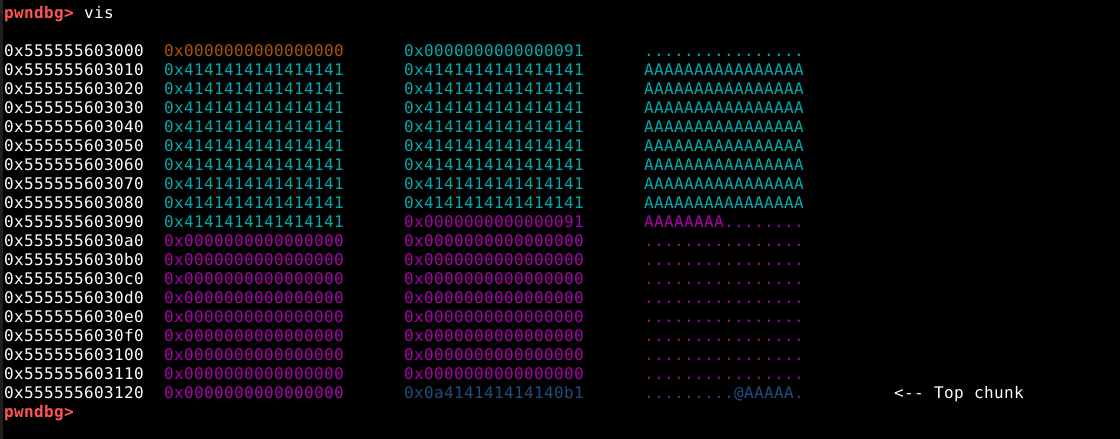 pwndbg> vis
0x555555603000 0x0000000000000000 0x0000000000000091 ................
0x555555603010 0x4141414141414141 0x4141414141414141 AAAAAAAAAAAAAAAA
0x555555603020 0x4141414141414141 0x4141414141414141 AAAAAAAAAAAAAAAA
0x555555603030 0x4141414141414141 0x4141414141414141 AAAAAAAAAAAAAAAA
0x555555603040 0x4141414141414141 0x4141414141414141 AAAAAAAAAAAAAAAA
0x555555603050 0x4141414141414141 0x4141414141414141 AAAAAAAAAAAAAAAA
0x555555603060 0x4141414141414141 0x4141414141414141 AAAAAAAAAAAAAAAA
0x555555603070 0x4141414141414141 0x4141414141414141 AAAAAAAAAAAAAAAA
0x555555603080 0x4141414141414141 0x4141414141414141 AAAAAAAAAAAAAAAA
0x555555603090 0x4141414141414141 0x0000000000000091 AAAAAAAA........
0x5555556030a0 0x0000000000000000 0x0000000000000000 ................
0x5555556030b0 0x0000000000000000 0x0000000000000000 ................
0x5555556030c0 0x0000000000000000 0x0000000000000000 ................
0x5555556030d0 0x0000000000000000 0x0000000000000000 ................
0x5555556030e0 0x0000000000000000 0x0000000000000000 ................
0x5555556030f0 0x0000000000000000 0x0000000000000000 ................
0x555555603100 0x0000000000000000 0x0000000000000000 ................
0x555555603110 0x0000000000000000 0x0000000000000000 ................
0x555555603120 0x0000000000000000 0x0a414141414140b1 .........@AAAAA. <-- Top chunk
pwndbg>